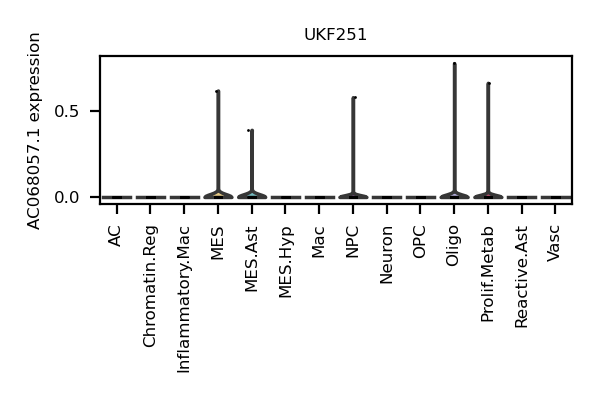 UKF251
AC068057.1 expression
0.5
0.0
AC
Chromatin.Reg
Inflammatory.Mac
MES
MES.Ast
MES.Hyp
Mac
NPC
Neuron
OPC
Oligo
Prolif.Metab
Reactive.Ast
Vasc